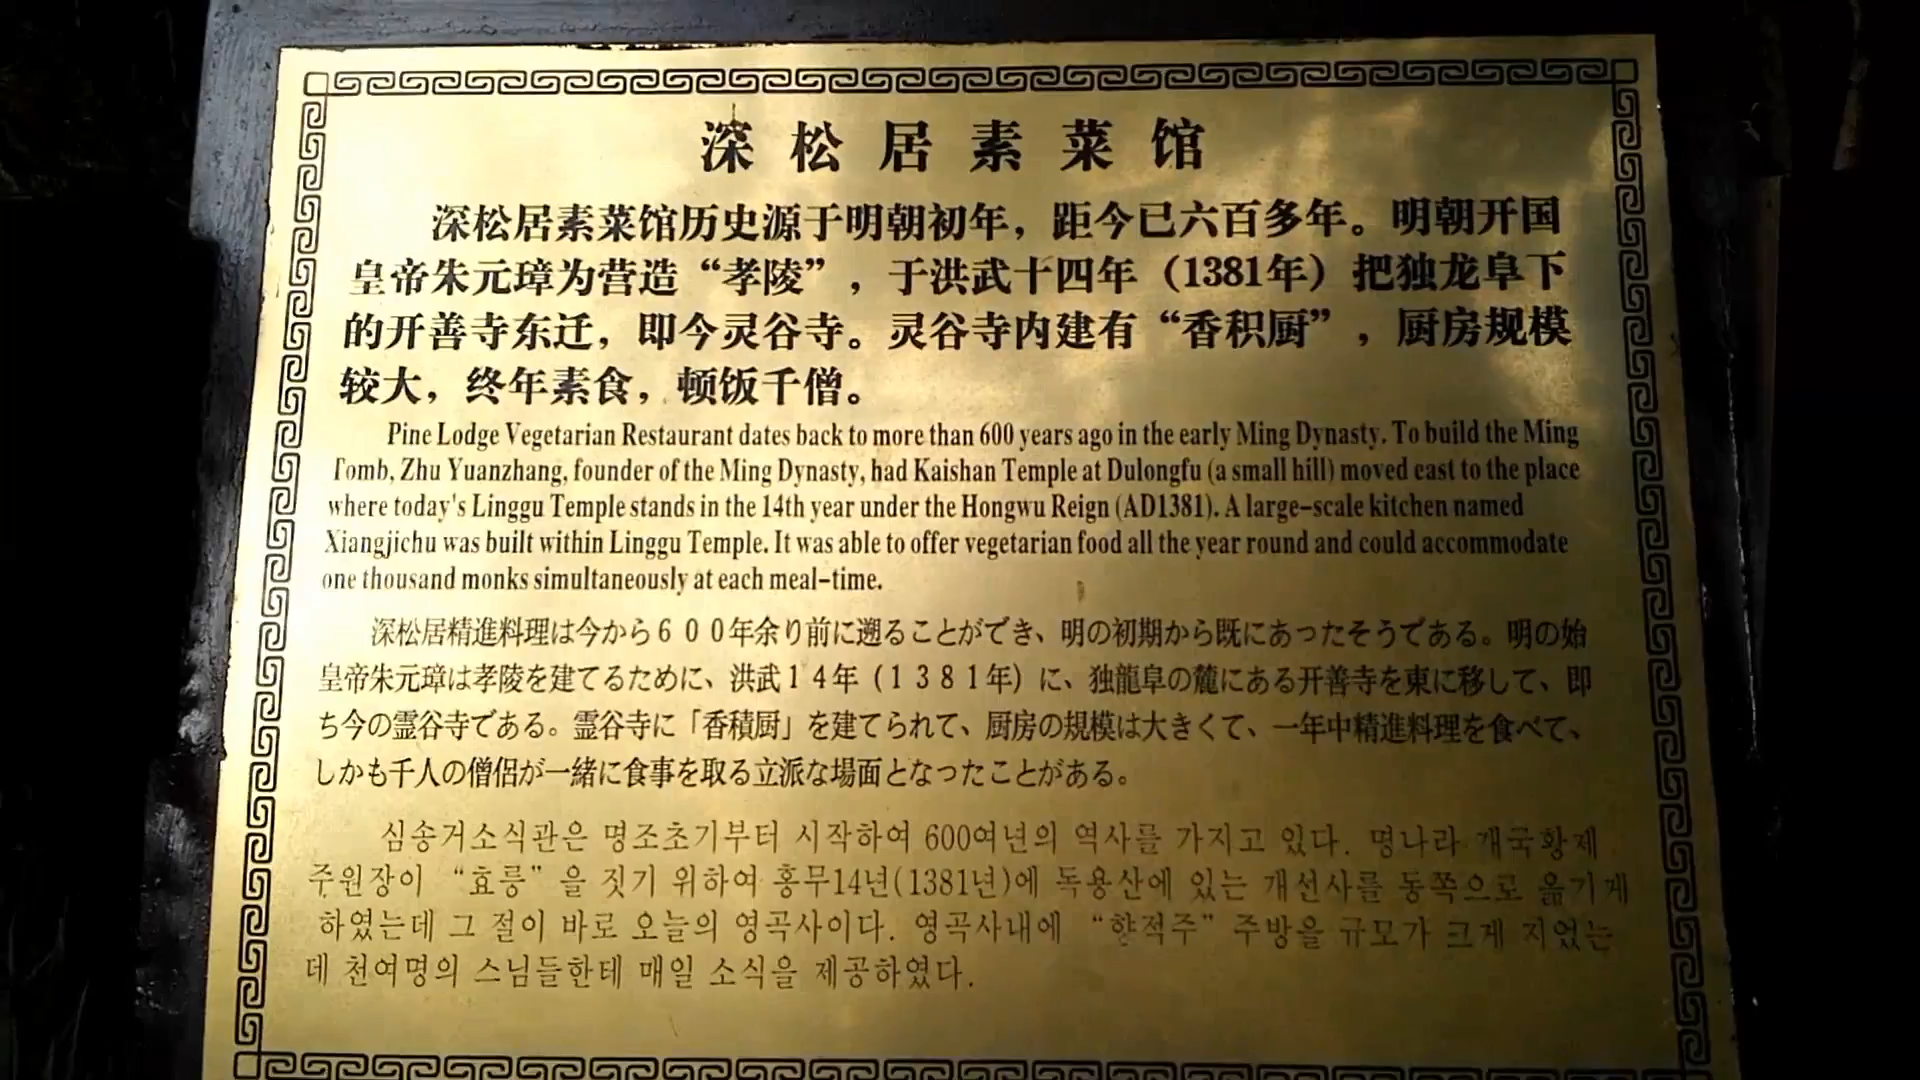 深松居素菜馆
深松居素菜馆历史源于明朝初年，距今已六百多年。明朝开国
皇帝朱元璋为营造“孝陵”，于洪武十四年（1381年）把独龙阜下
的开善寺东迁，即今灵谷寺。灵谷寺内建有“香积厨”，厨房规模
较大，终年素食，顿饭千僧。
Pine Lodge Vegetarian Restaurant dates back to more than 600 years ago in the early Ming Dynasty. To build the Ming
Tomb, Zhu Yuanzhang, founder of the Ming Dynasty, had Kaishan Temple at Dulongfu (a small hill) moved east to the place
where today's Linggu Temple stands in the 14th year under the Hongwu Reign (AD1381). A large-scale kitchen named
Xiangjichu was built within Linggu Temple. It was able to offer vegetarian food all the year round and could accommodate
one thousand monks simultaneously at each meal-time.
深松居精進料理は今から６００年余り前に遡ることができ、明の初期から既にあったそうである。明の始
皇帝朱元璋は孝陵を建てるために、洪武１４年（１３８１年）に、独龍阜の麓にある开善寺を東に移して、即
ち今の霊谷寺である。霊谷寺に「香積厨」を建てられて、厨房の規模は大きくて、一年中精進料理を食べて、
しかも千人の僧侶が一緒に食事を取る立派な場面となったことがある。
심송거소식관은 명조초기부터 시작하여 600여년의 역사를 가지고 있다. 명나라 개국황제
주원장이 “효릉”을 짓기 위하여 홍무14년(1381년)에 독용산에 있는 개선사를 동쪽으로 옮기게
하였는데 그 절이 바로 오늘의 영곡사이다. 영곡사내에 “향적주” 주방을 규모가 크게 지었는
데 천여명의 스님들한테 매일 소식을 제공하였다.